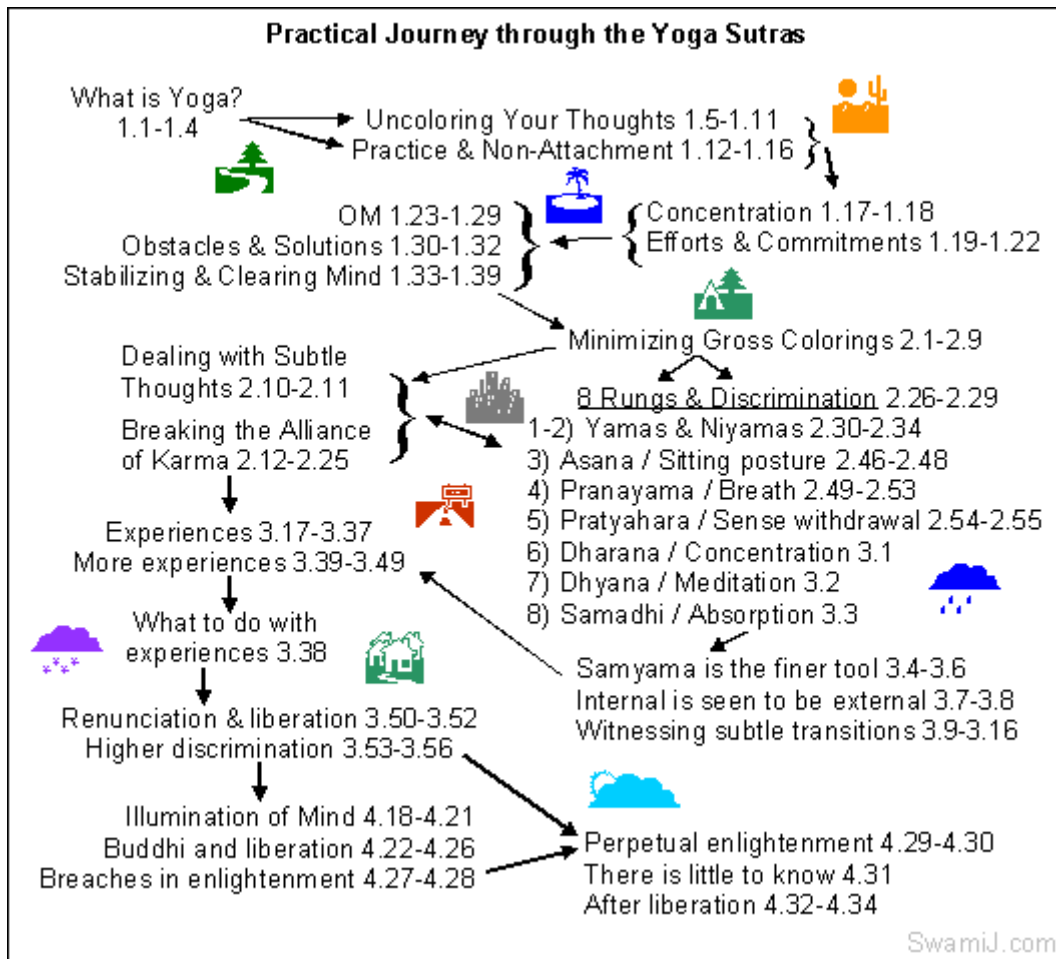 Practical Journey through the Yoga Sutras
What is Yoga?
1.1-1.4
Uncoloring Your Thoughts 1.5-1.11
Practice & Non-Attachment 1.12-1.16
Concentration 1.17-1.18
Efforts & Commitments 1.19-1.22
OM 1.23-1.29
Obstacles & Solutions 1.30-1.32
Stabilizing & Clearing Mind 1.33-1.39
Minimizing Gross Colorings 2.1-2.9
Dealing with Subtle
Thoughts 2.10-2.11
Breaking the Alliance
of Karma 2.12-2.25
8 Rungs & Discrimination 2.26-2.29
1-2) Yamas & Niyamas 2.30-2.34
3) Asana / Sitting posture 2.46-2.48
4) Pranayama / Breath 2.49-2.53
5) Pratyahara / Sense withdrawal 2.54-2.55
6) Dharana / Concentration 3.1
7) Dhyana / Meditation 3.2
8) Samadhi / Absorption 3.3
Samyama is the finer tool 3.4-3.6
Internal is seen to be external 3.7-3.8
Witnessing subtle transitions 3.9-3.16
Experiences 3.17-3.37
More experiences 3.39-3.49
What to do with
experiences 3.38
Renunciation & liberation 3.50-3.52
Higher discrimination 3.53-3.56
Illumination of Mind 4.18-4.21
Buddhi and liberation 4.22-4.26
Breaches in enlightenment 4.27-4.28
Perpetual enlightenment 4.29-4.30
There is little to know 4.31
After liberation 4.32-4.34
SwamiJ.com